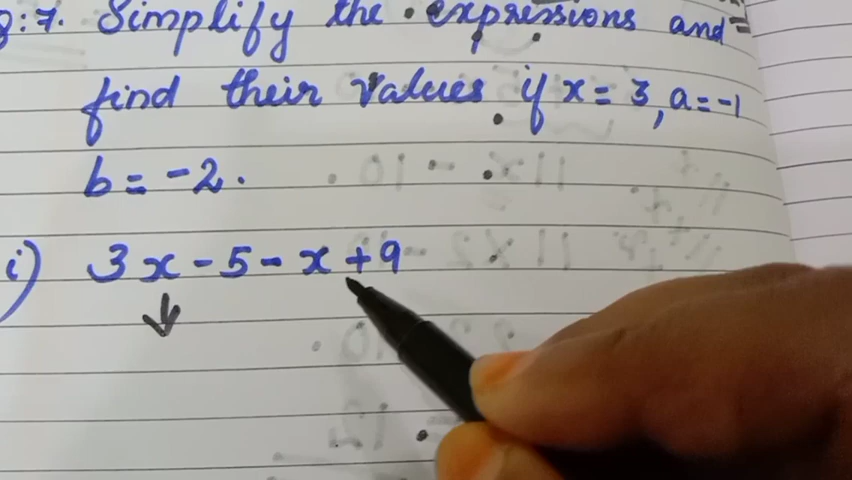 Q:7. Simplify the expressions and
find their values if x = 3, a = -1
b = -2.
i) 3x - 5 - x + 9